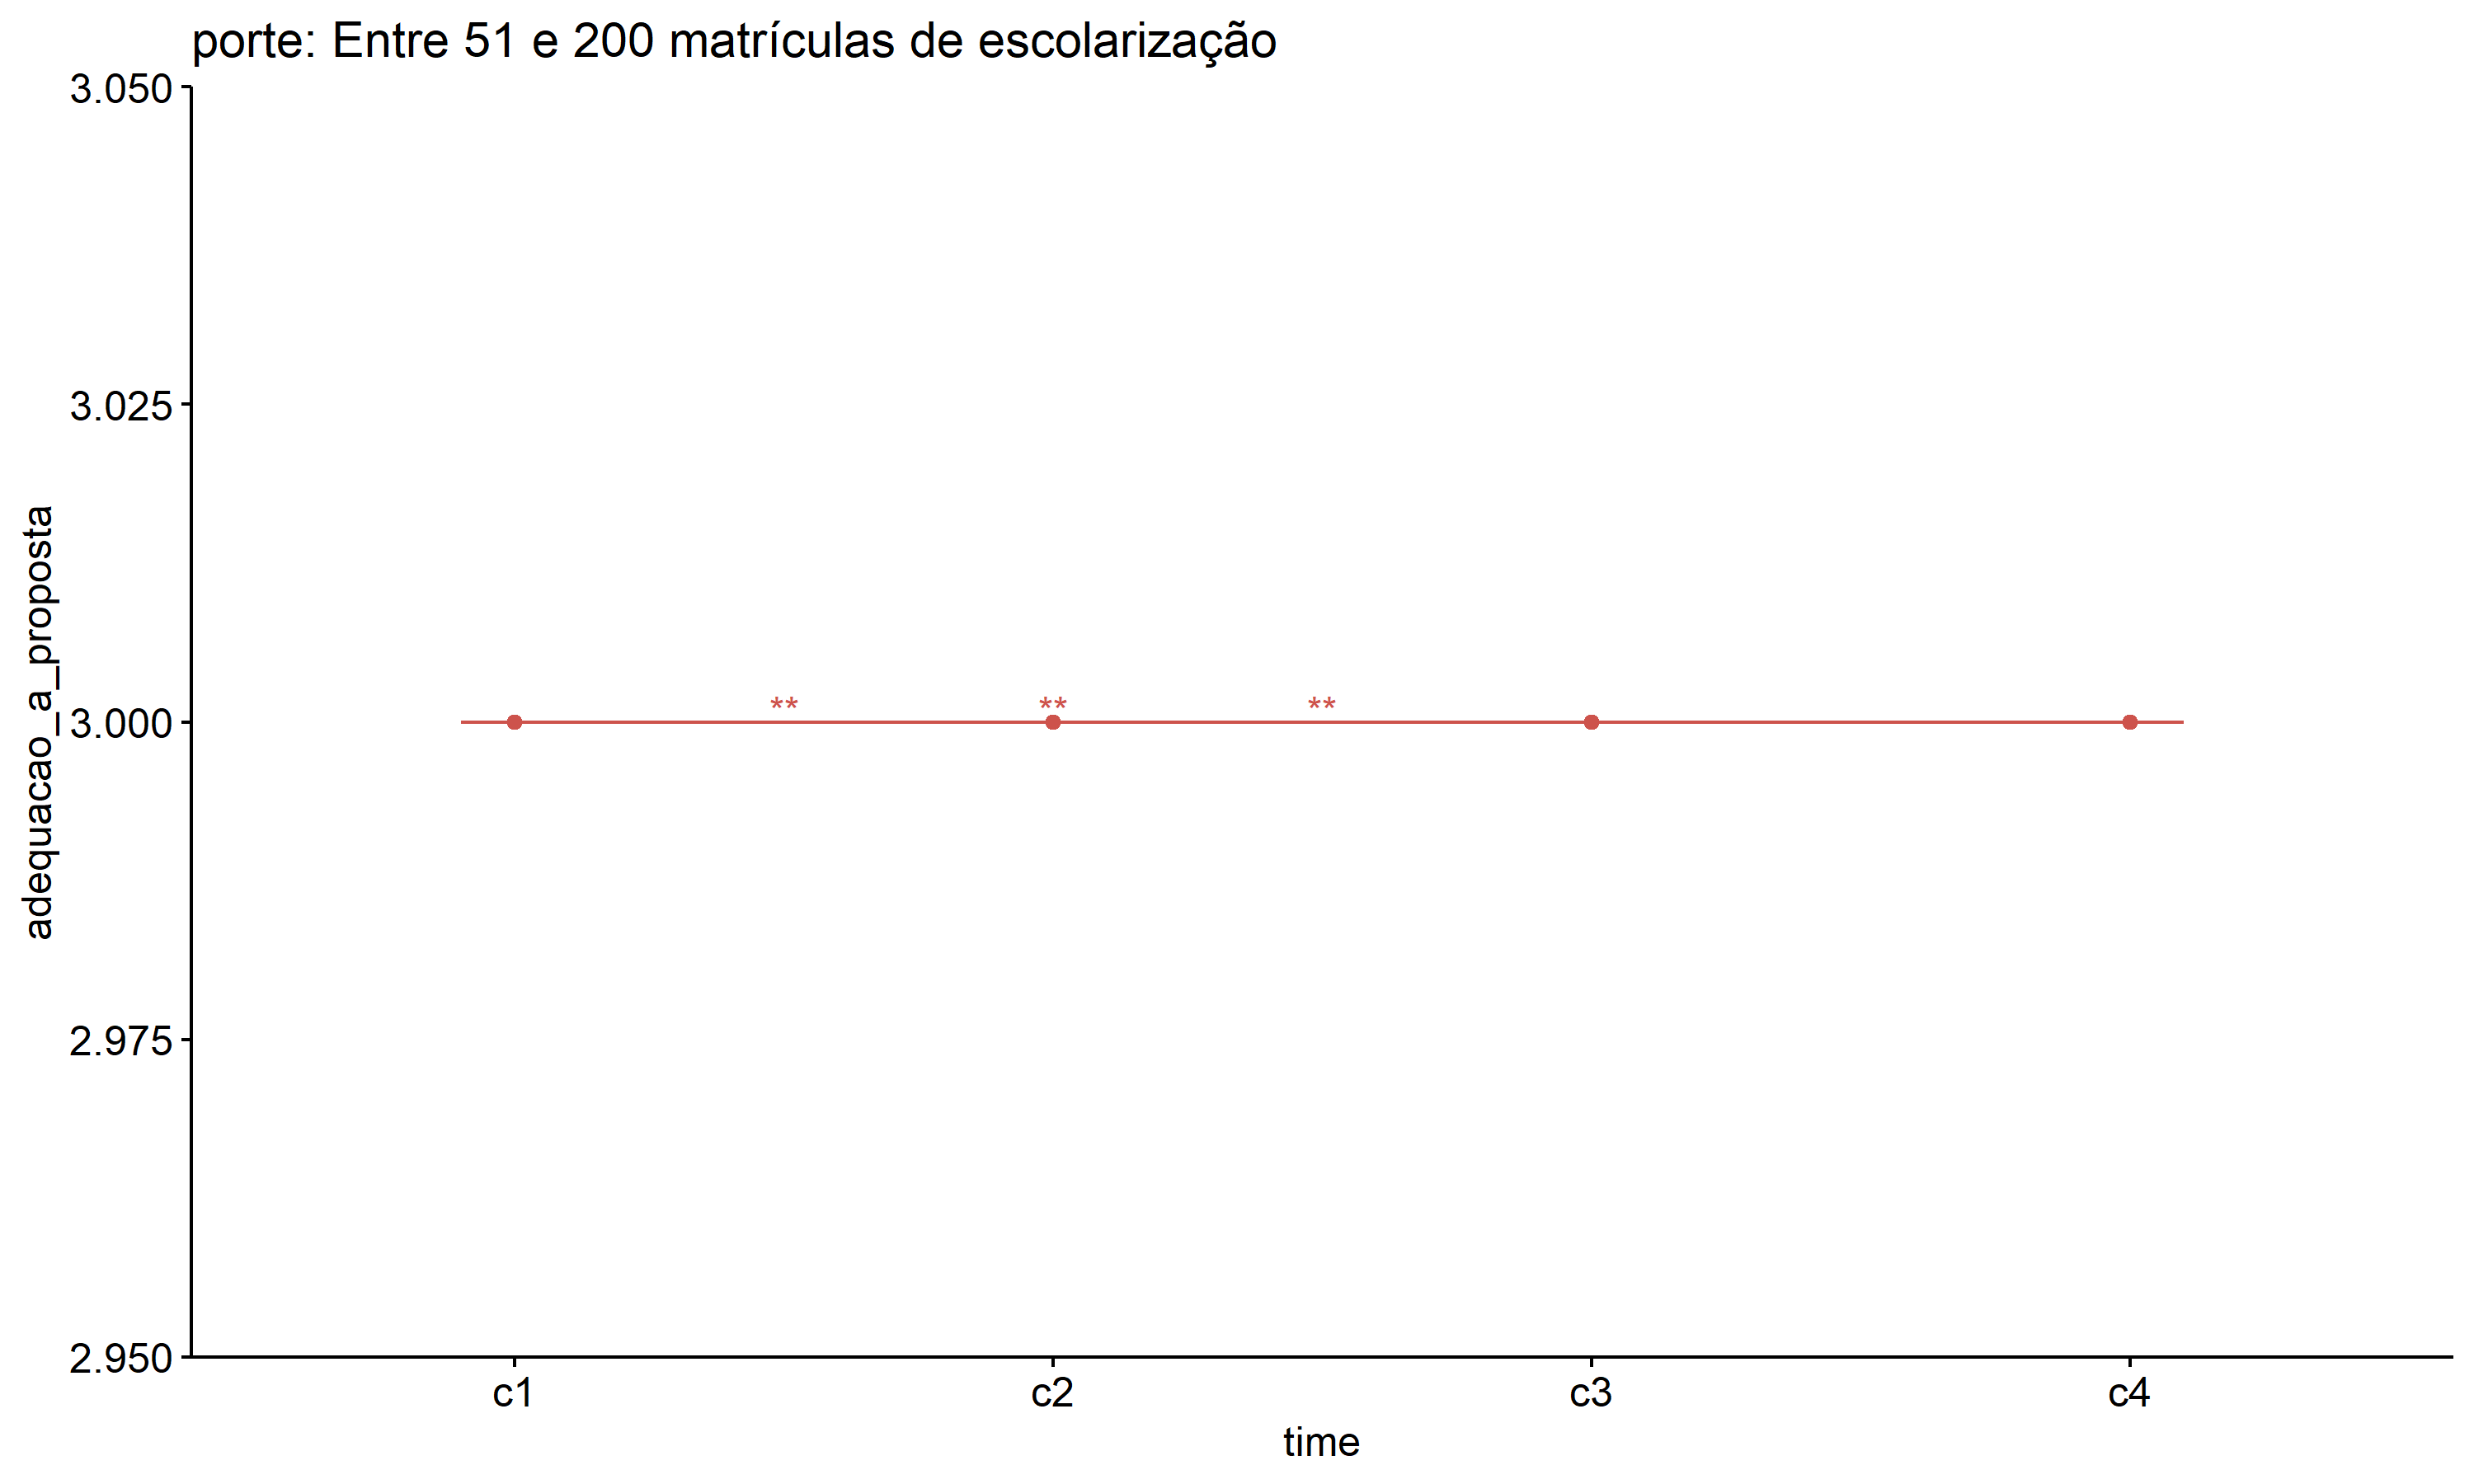 porte: Entre 51 e 200 matrículas de escolarização
3.050
3.025
3.000
2.975
2.950
adequacao_a_proposta
** ** **
c1 c2 c3 c4
time